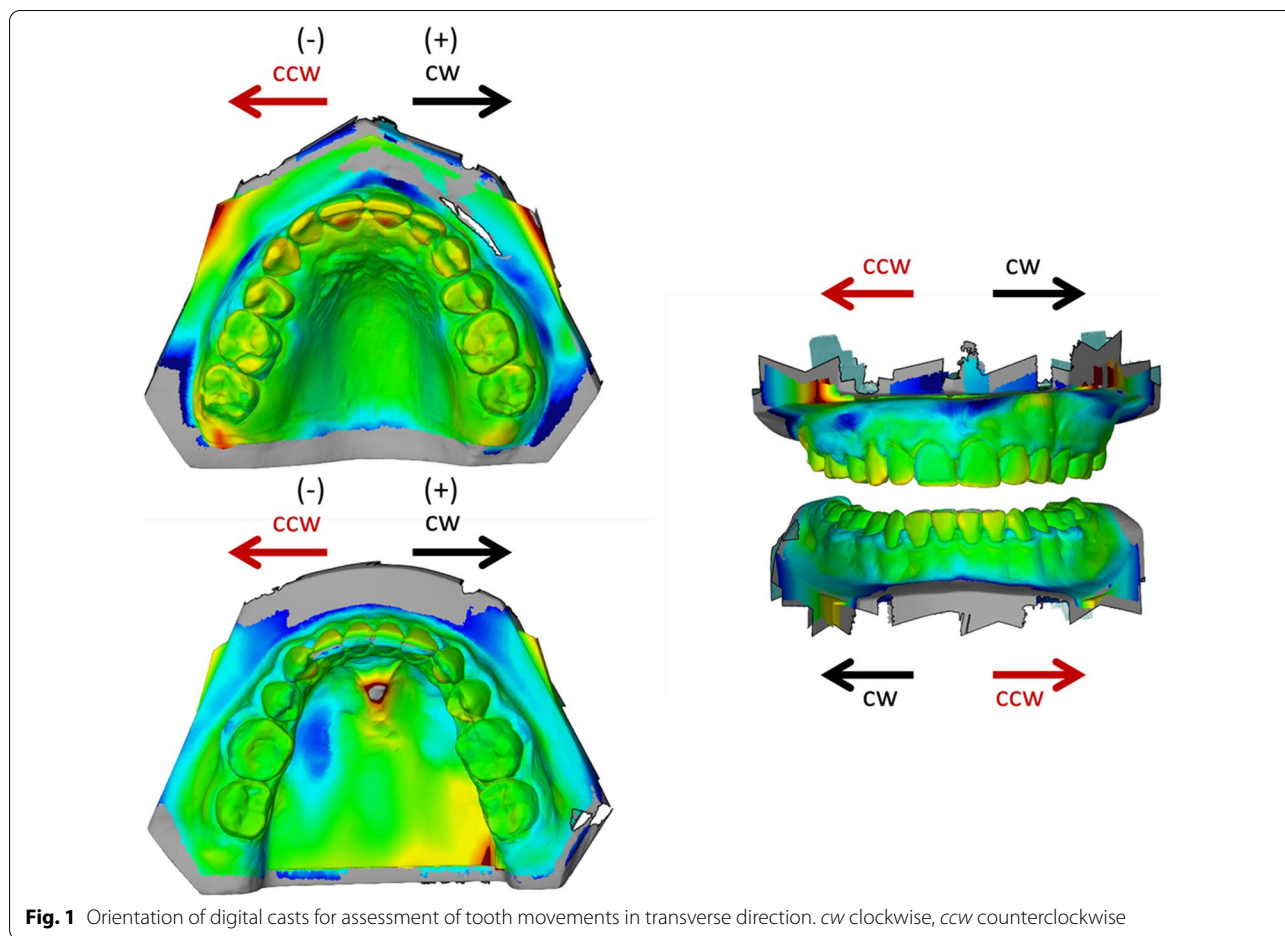 (-) (+)
ccw cw
(-) (+)
ccw cw
ccw cw
cw ccw
Fig. 1 Orientation of digital casts for assessment of tooth movements in transverse direction. cw clockwise, ccw counterclockwise